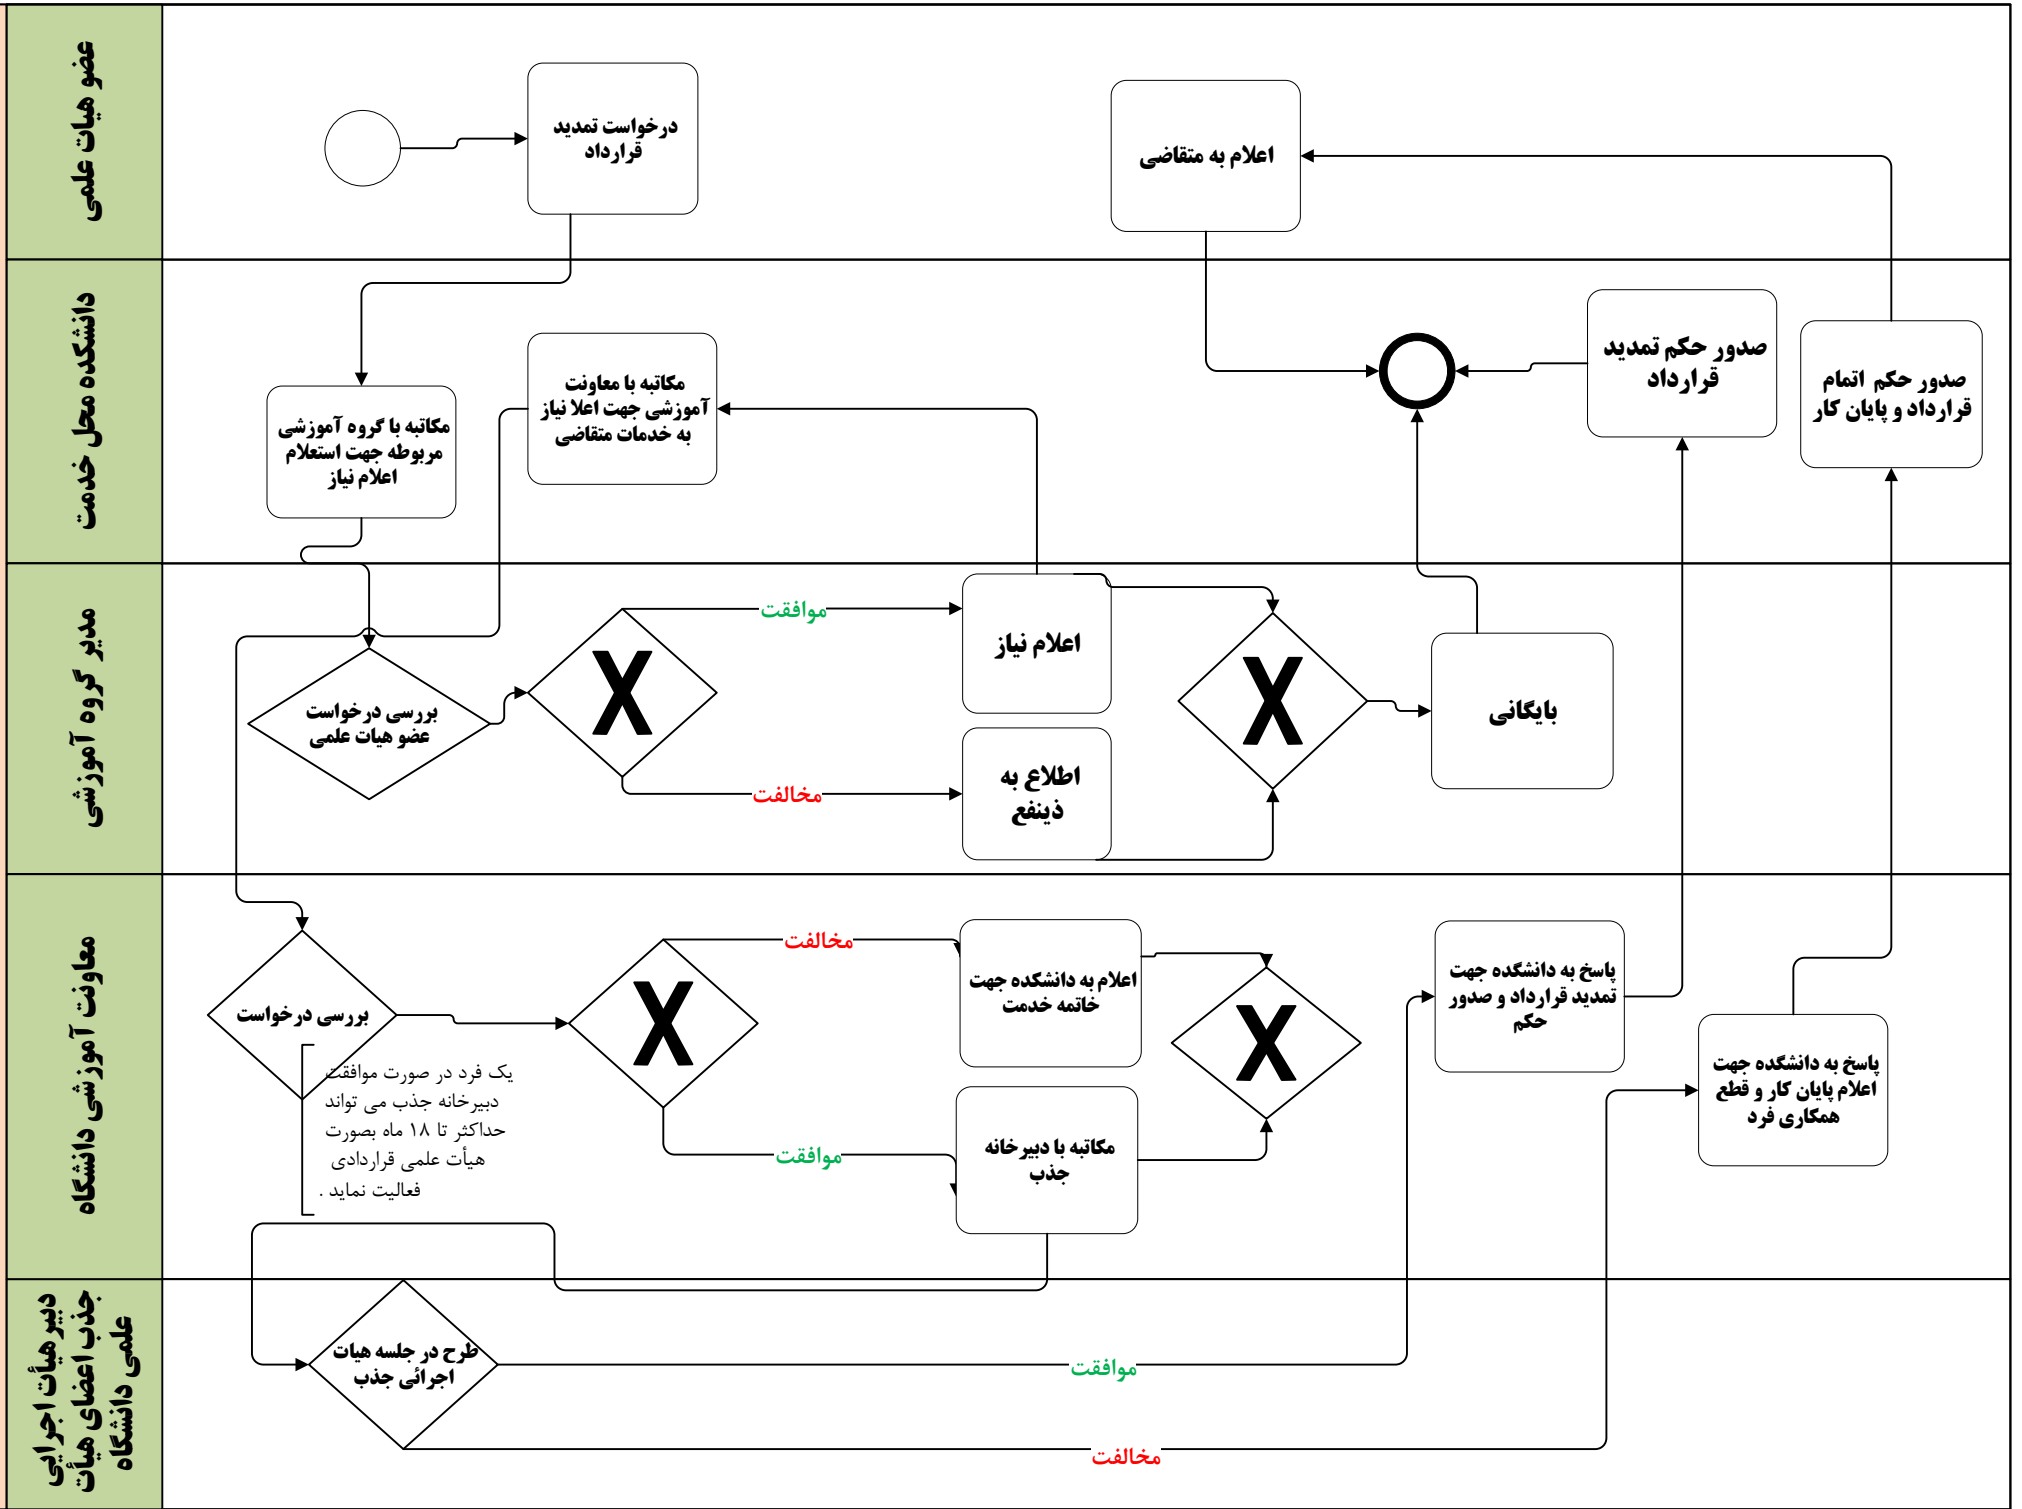 عضو هیات علمی
درخواست تمدید
قرارداد
اعلام به متقاضی
دانشکده محل خدمت
مکاتبه با گروه آموزشی
مربوطه جهت استعلام
اعلام نیاز
مکاتبه با معاونت
آموزشی جهت اعلا نیاز
به خدمات متقاضی
صدور حکم تمدید
قرارداد
صدور حکم اتمام
قرارداد و پایان کار
مدیر گروه آموزشی
بررسی درخواست
عضو هیات علمی
X
موافقت
مخالفت
اعلام نیاز
اطلاع به
ذینفع
X
بایگانی
معاونت آموزشی دانشگاه
بررسی درخواست
یک فرد در صورت موافقت
دبیرخانه جذب می تواند
حداکثر تا ۱۸ ماه بصورت
هیأت علمی قراردادی
فعالیت نماید .
X
مخالفت
موافقت
اعلام به دانشکده جهت
خاتمه خدمت
مکاتبه با دبیرخانه
جذب
X
پاسخ به دانشگده جهت
تمدید قرارداد و صدور
حکم
پاسخ به دانشگده جهت
اعلام پایان کار و قطع
همکاری فرد
دبیرهیأت اجرایی
جذب اعضای هیأت
علمی دانشگاه
طرح در جلسه هیات
اجرائی جذب
موافقت
مخالفت